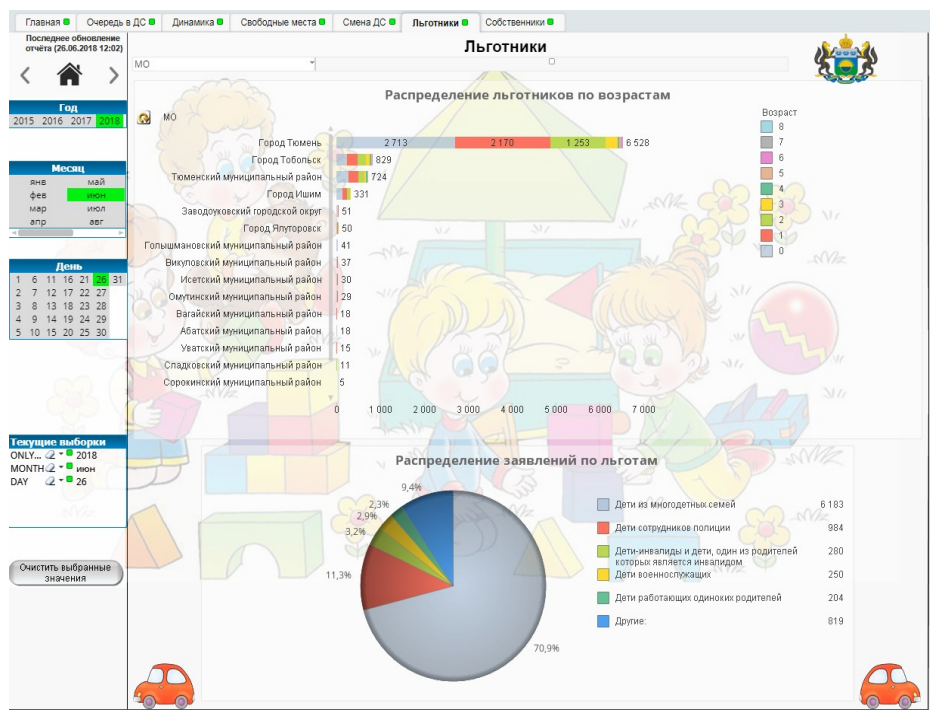 Главная Очередь в ДС Динамика Свободные места Смена ДС Льготники Собственники
Последнее обновление
отчёта (26.06.2018 12:02)
Льготники
МО
Год
2015 2016 2017 2018
Месяц
янв май
фев июн
мар июл
апр авг
День
1 6 11 16 21 26 31
2 7 12 17 22 27
3 8 13 18 23 28
4 9 14 19 24 29
5 10 15 20 25 30
Текущие выборки
ONLY... 2018
MONTH июн
DAY 26
Очистить выбранные
значения
Распределение льготников по возрастам
МО
Город Тюмень 2 713 2 170 1 253 6 528
Город Тобольск 829
Тюменский муниципальный район 724
Город Ишим 331
Заводоуковский городской округ 51
Город Ялуторовск 50
Голышмановский муниципальный район 41
Викуловский муниципальный район 37
Исетский муниципальный район 30
Омутинский муниципальный район 29
Вагайский муниципальный район 18
Абатский муниципальный район 18
Уватский муниципальный район 15
Сладковский муниципальный район 11
Сорокинский муниципальный район 5
0 1 000 2 000 3 000 4 000 5 000 6 000 7 000
Возраст
8
7
6
5
4
3
2
1
0
Распределение заявлений по льготам
9,4%
2,3%
2,9%
3,2%
11,3%
70,9%
Дети из многодетных семей 6 183
Дети сотрудников полиции 984
Дети-инвалиды и дети, один из родителей 280
которых является инвалидом
Дети военнослужащих 250
Дети работающих одиноких родителей 204
Другие: 819